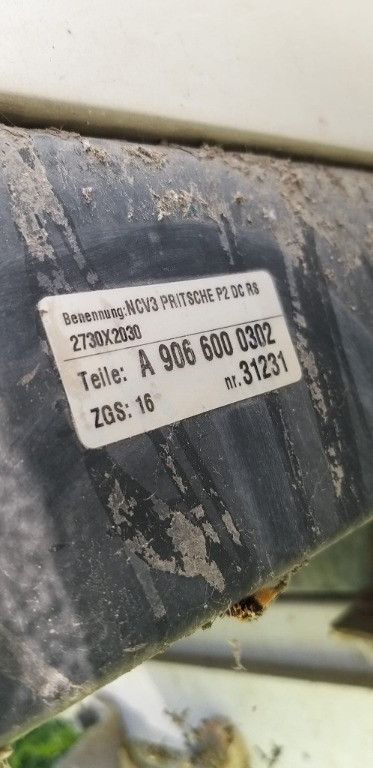 Benennung:NCV3 PRITSCHE P2 DC RS
2730X2030
Teile: A 906 600 0302
ZGS: 16 nr. 31231